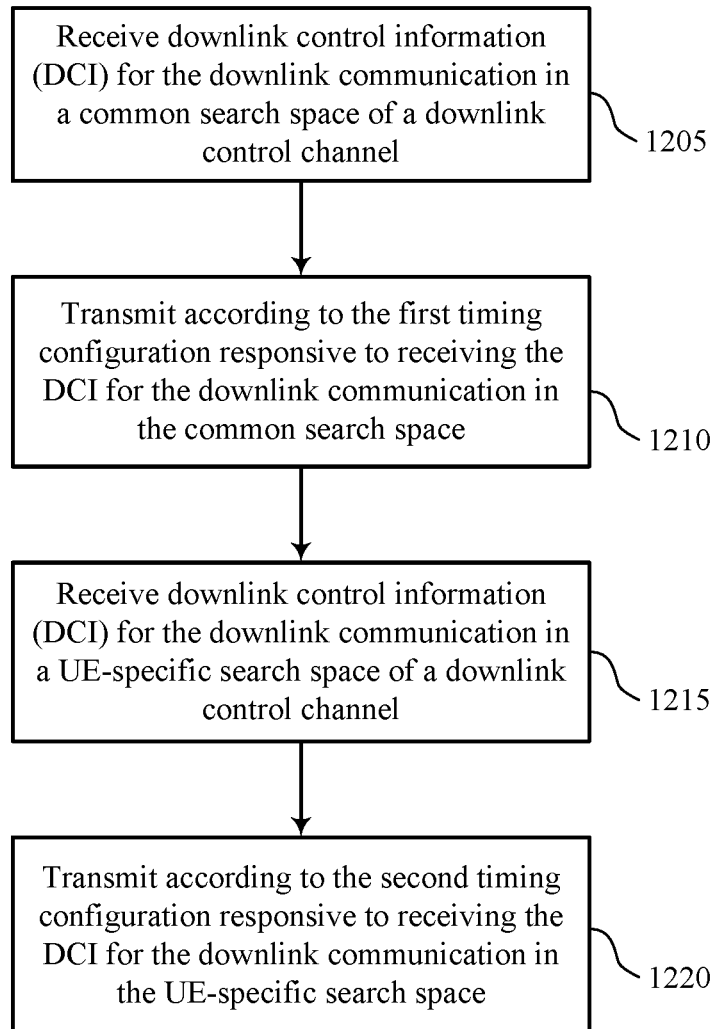 Receive downlink control information
(DCI) for the downlink communication in
a common search space of a downlink
control channel
1205
Transmit according to the first timing
configuration responsive to receiving the
DCI for the downlink communication in
the common search space
1210
Receive downlink control information
(DCI) for the downlink communication in
a UE-specific search space of a downlink
control channel
1215
Transmit according to the second timing
configuration responsive to receiving the
DCI for the downlink communication in
the UE-specific search space
1220